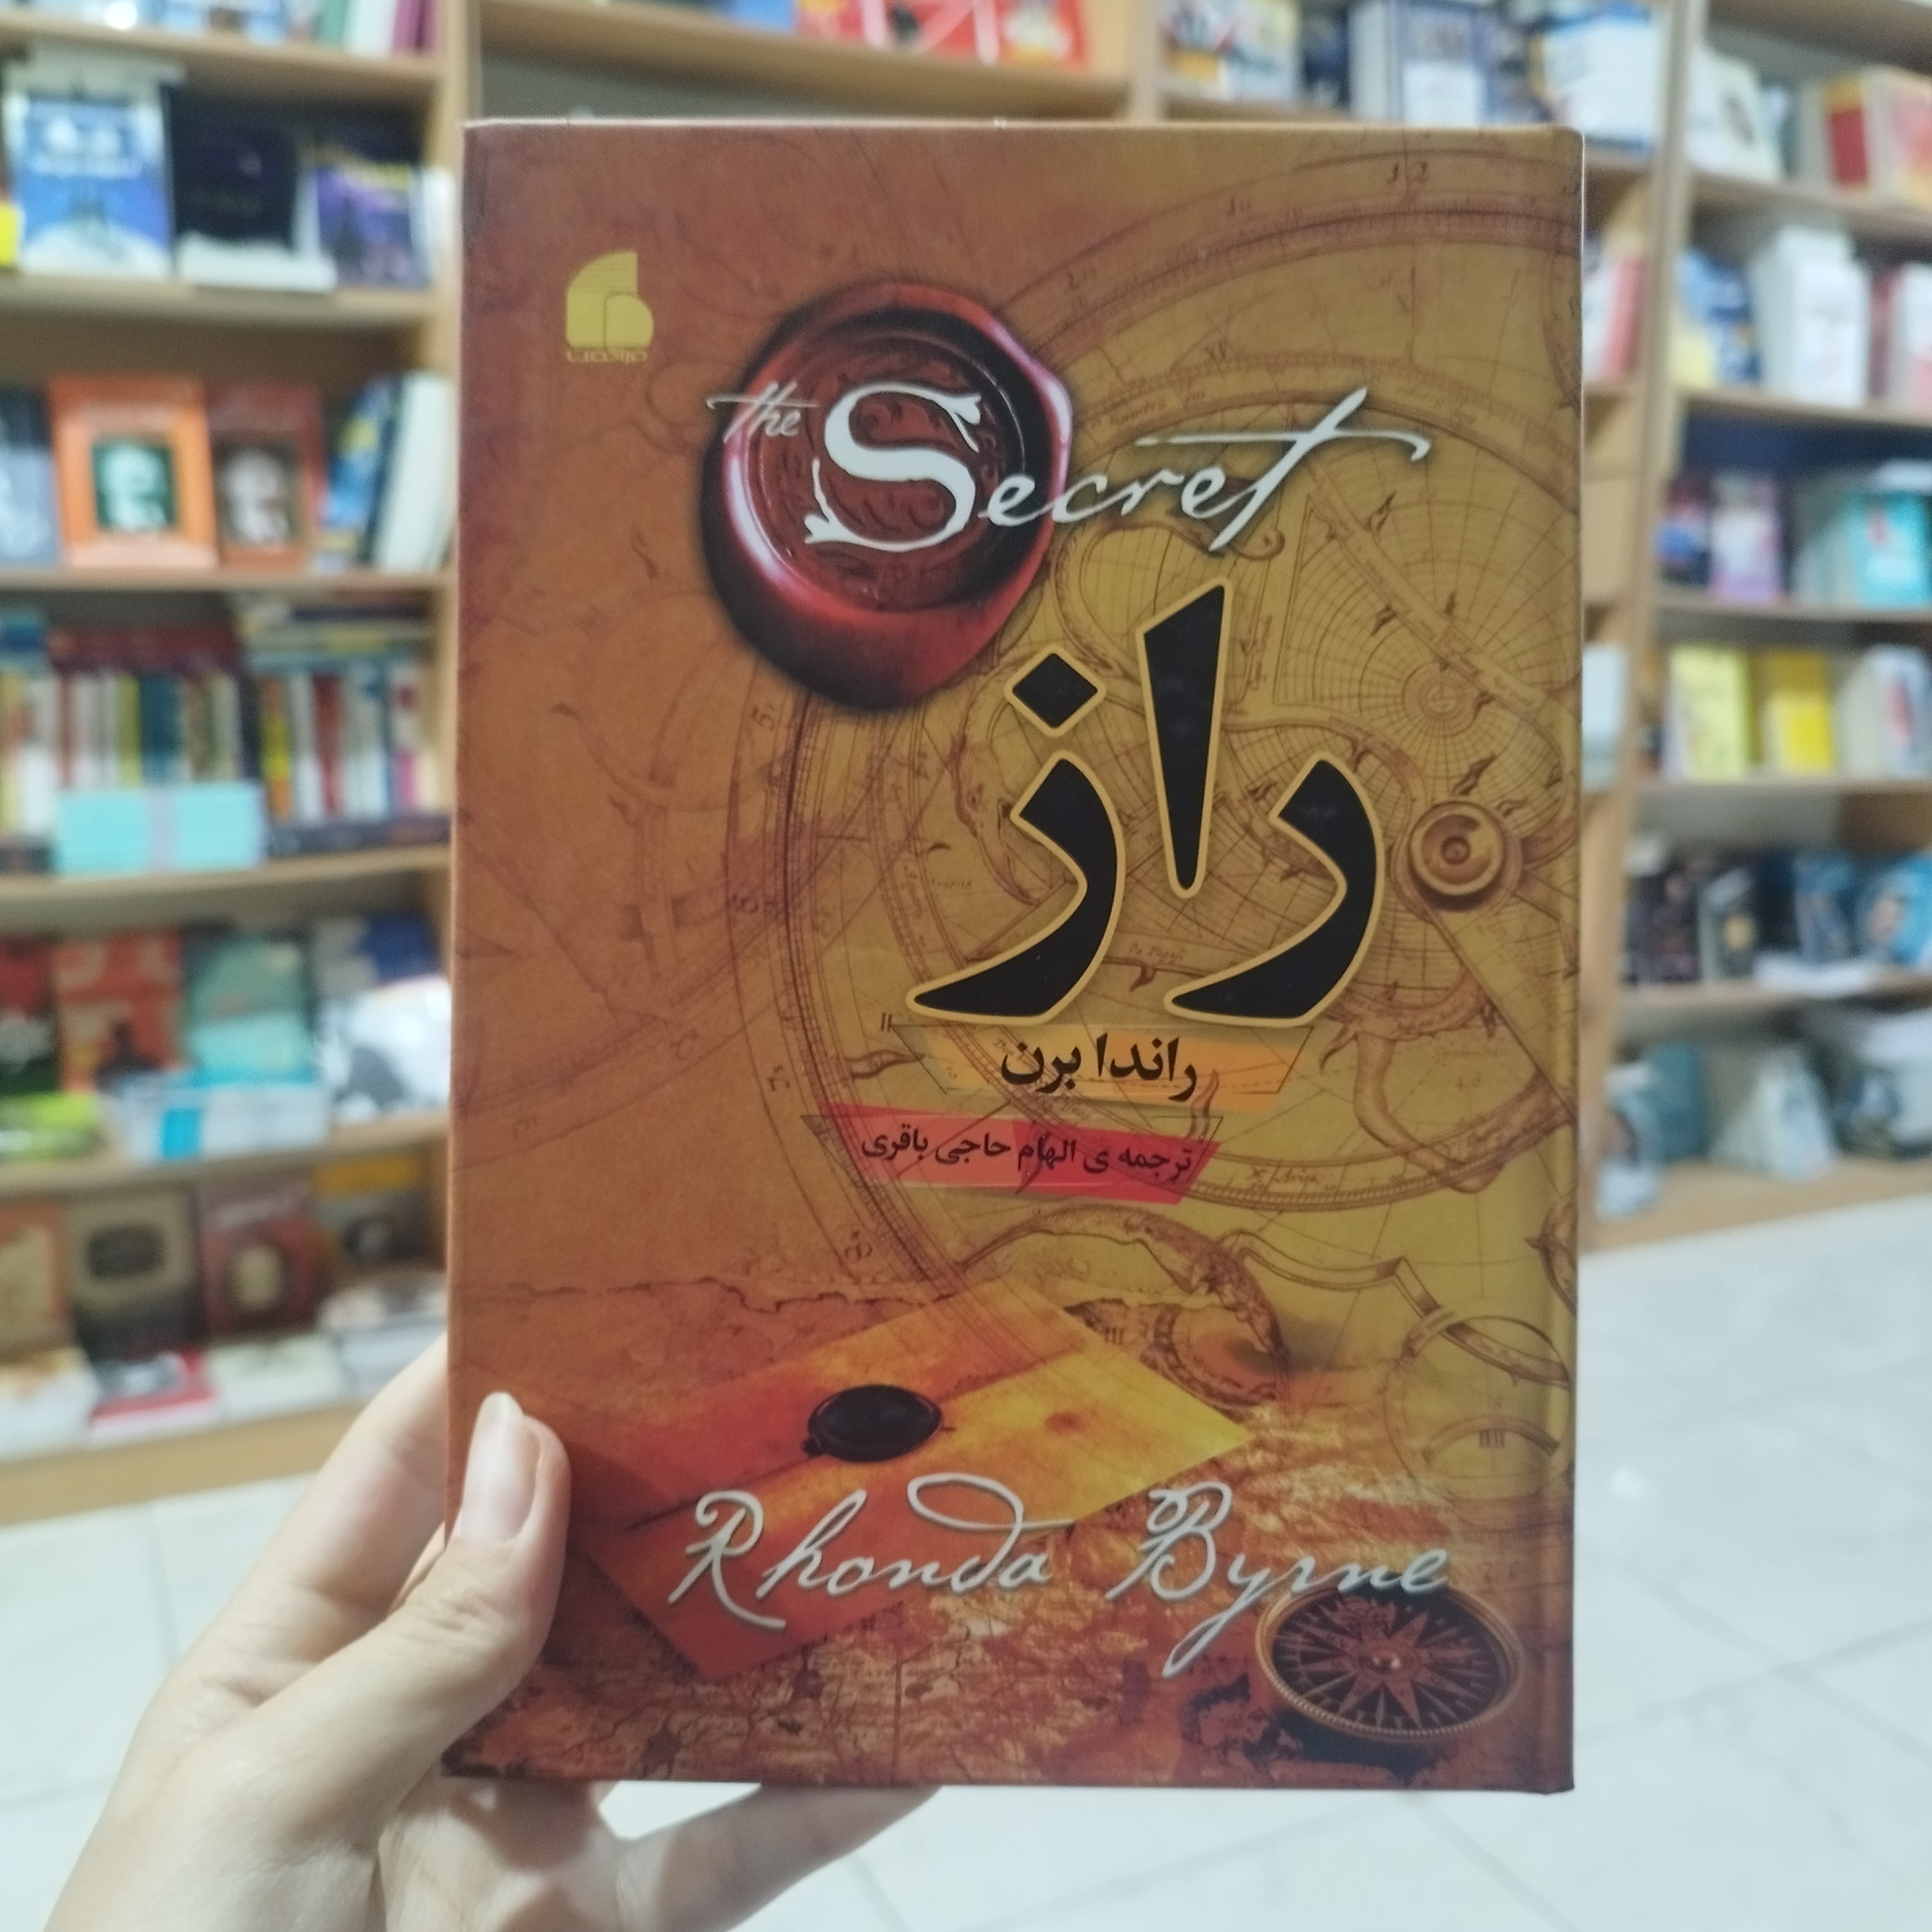 the Secret
راز
راندا برن
ترجمه ی الهام حاجی باقری
Rhonda Byrne